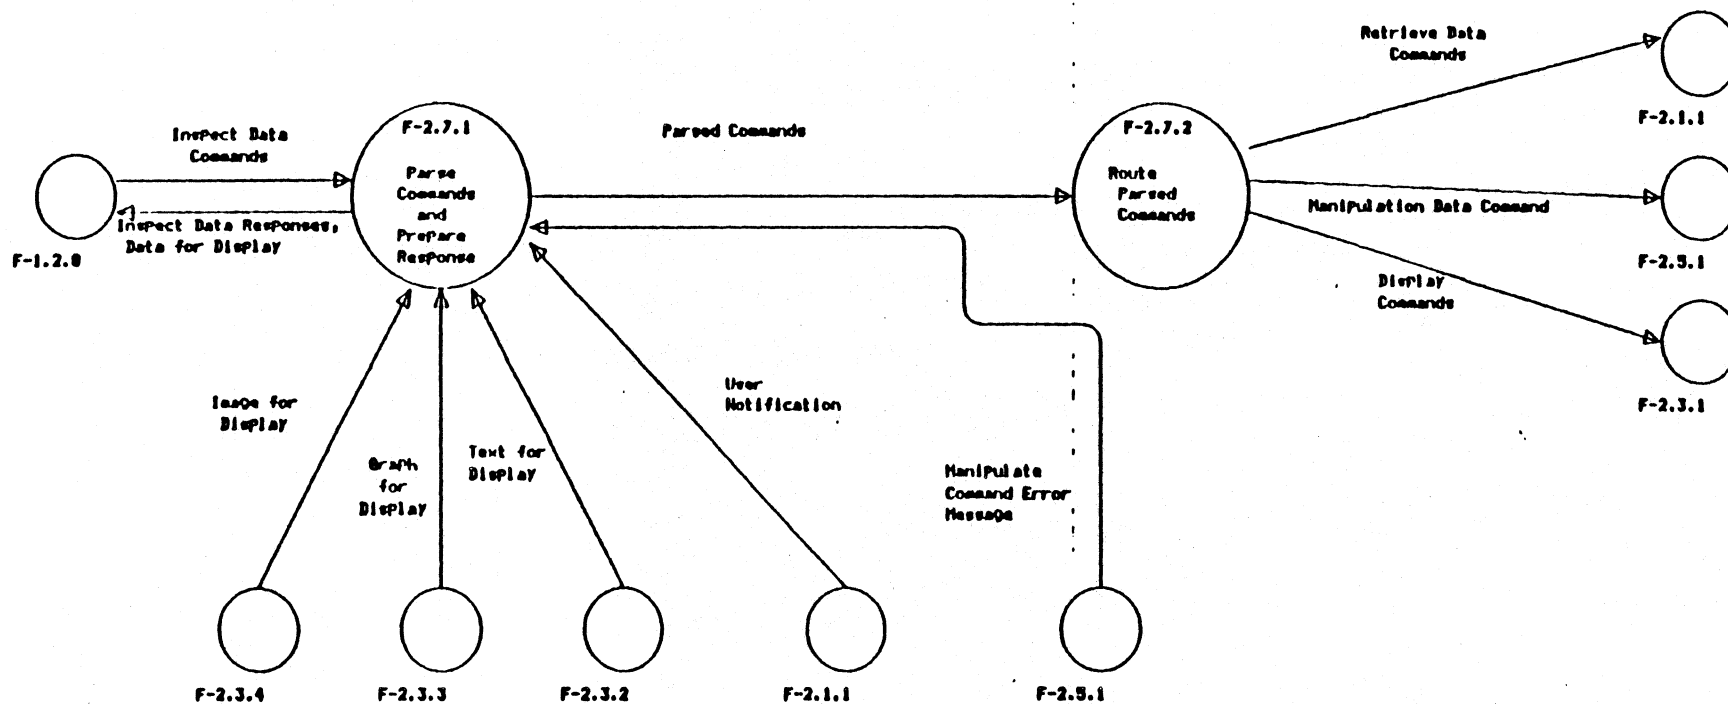 Retrieve Data
Commands
F-2.1.1
Inspect Data
Commands
F-2.7.1
Parse
Commands
and
Prepare
Response
Parsed Commands
F-2.7.2
Route
Parsed
Commands
Manipulation Data Command
F-2.5.1
Inspect Data Responses,
Data for Display
F-1.2.0
Display
Commands
F-2.3.1
Image for
Display
Graph
for
Display
Text for
Display
User
Notification
Manipulate
Command Error
Message
F-2.3.4
F-2.3.3
F-2.3.2
F-2.1.1
F-2.5.1